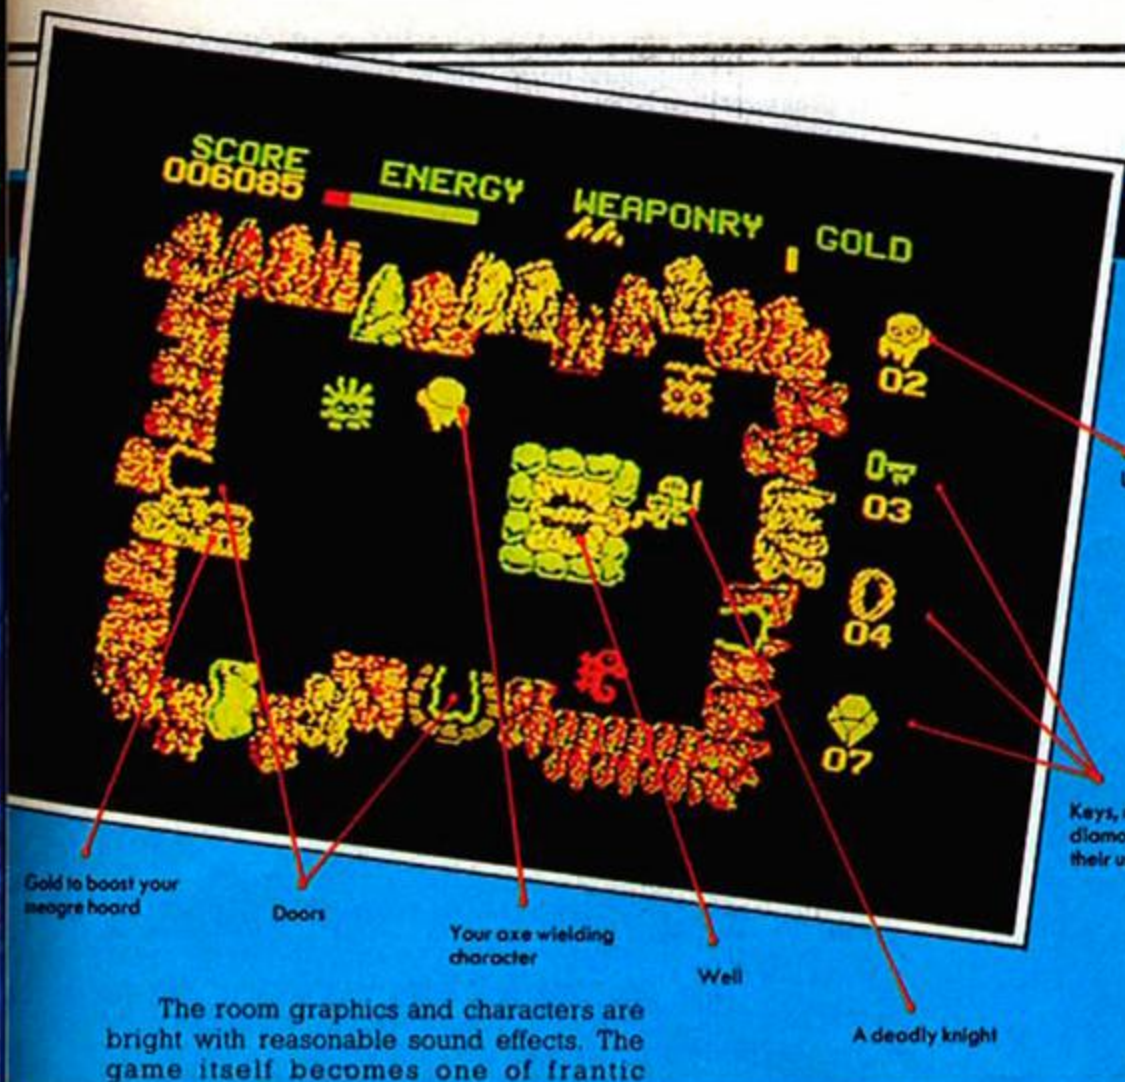 SCORE ENERGY WEAPONRY GOLD
006085
02
03
04
07
Keys,
their
Gold to boost your
meagre hoard
Doors
Your axe wielding
character
Well
A deadly knight
The room graphics and characters are
bright with reasonable sound effects. The
game itself becomes one of frantic